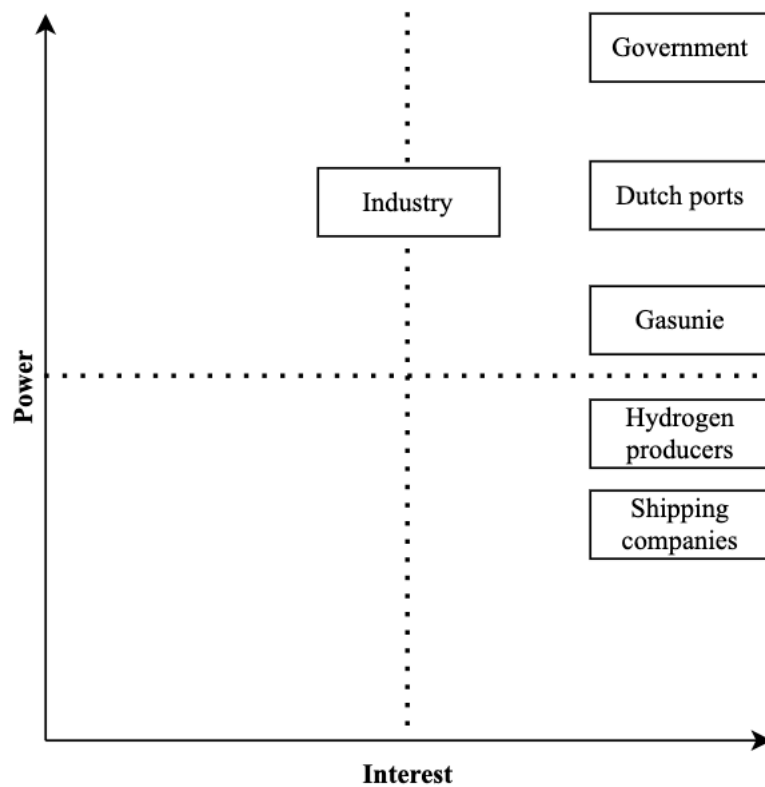 Government
Industry
Dutch ports
Gasunie
Power
Hydrogen
producers
Shipping
companies
Interest